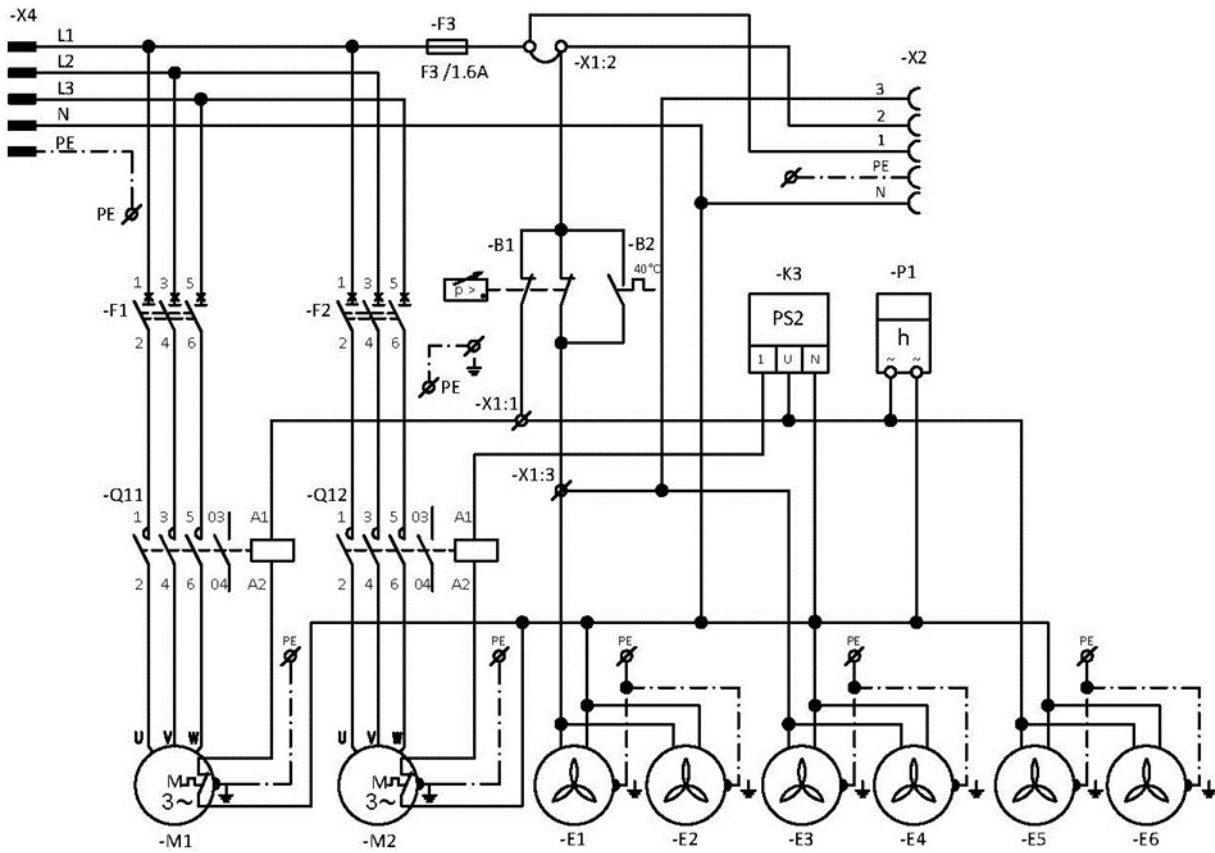 -X4
L1
-F3
F3 /1.6A
-X1:2
-X2
L2
L3
N
PE
3
2
1
PE
N
PE
-B1
-B2
40°C
p >
-K3
PS2
1 U N
-P1
h
~ ~
1 3 5
-F1
2 4 6
1 3 5
-F2
2 4 6
PE
-X1:1
-X1:3
-Q11
1 3 5 03 A1
2 4 6 04 A2
-Q12
1 3 5 03 A1
2 4 6 04 A2
PE
PE
PE
PE
PE
U V W
M
3~
U V W
M
3~
-M1
-M2
-E1
-E2
-E3
-E4
-E5
-E6